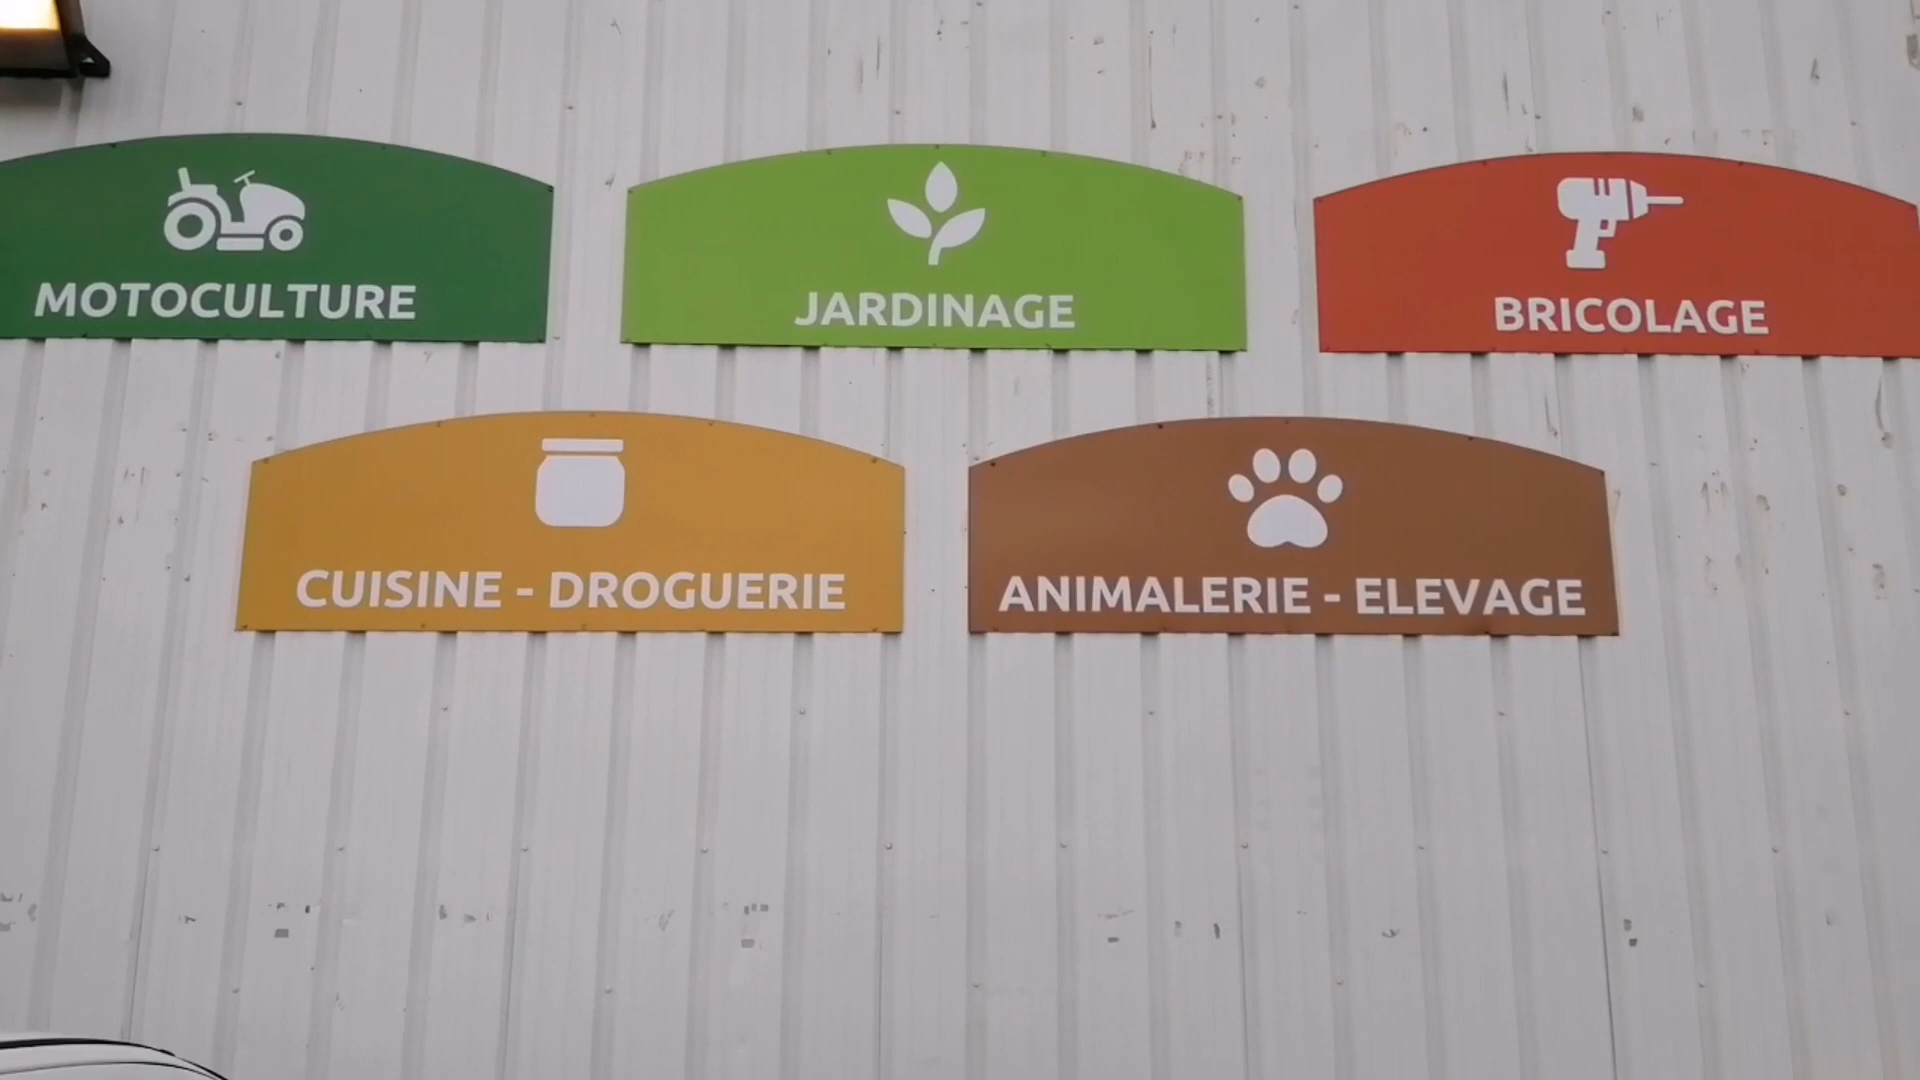 MOTOCULTURE
JARDINAGE
BRICOLAGE
CUISINE - DROGUERIE
ANIMALERIE - ELEVAGE